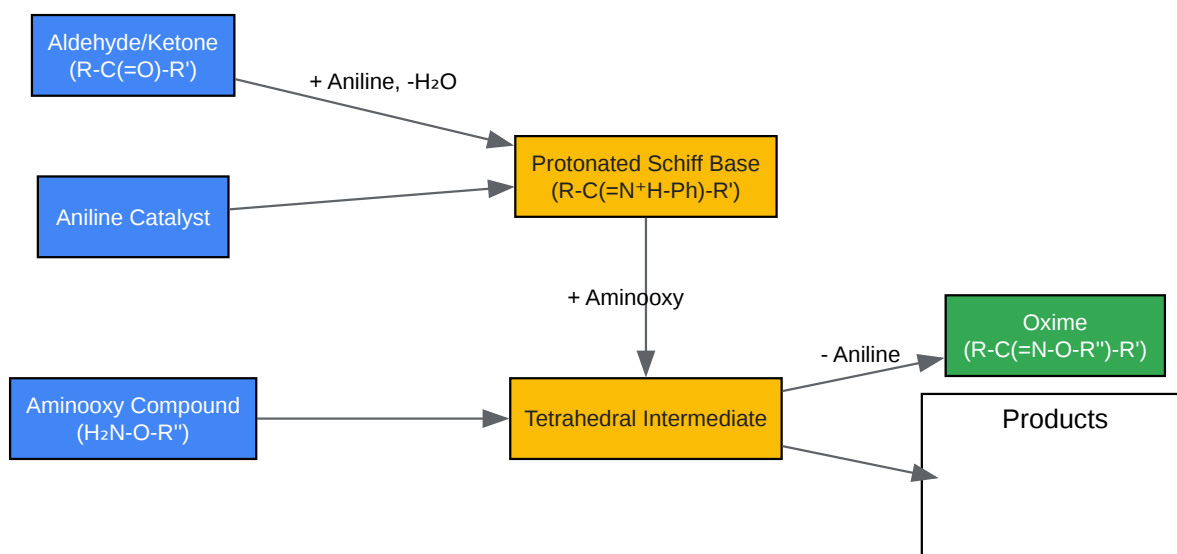 Aldehyde/Ketone
(R-C(=O)-R')
+ Aniline, -H₂O
Protonated Schiff Base
(R-C(=N⁺H-Ph)-R')
Aniline Catalyst
+ Aminooxy
Oxime
(R-C(=N-O-R'')-R')
- Aniline
Aminooxy Compound
(H₂N-O-R'')
Tetrahedral Intermediate
Products